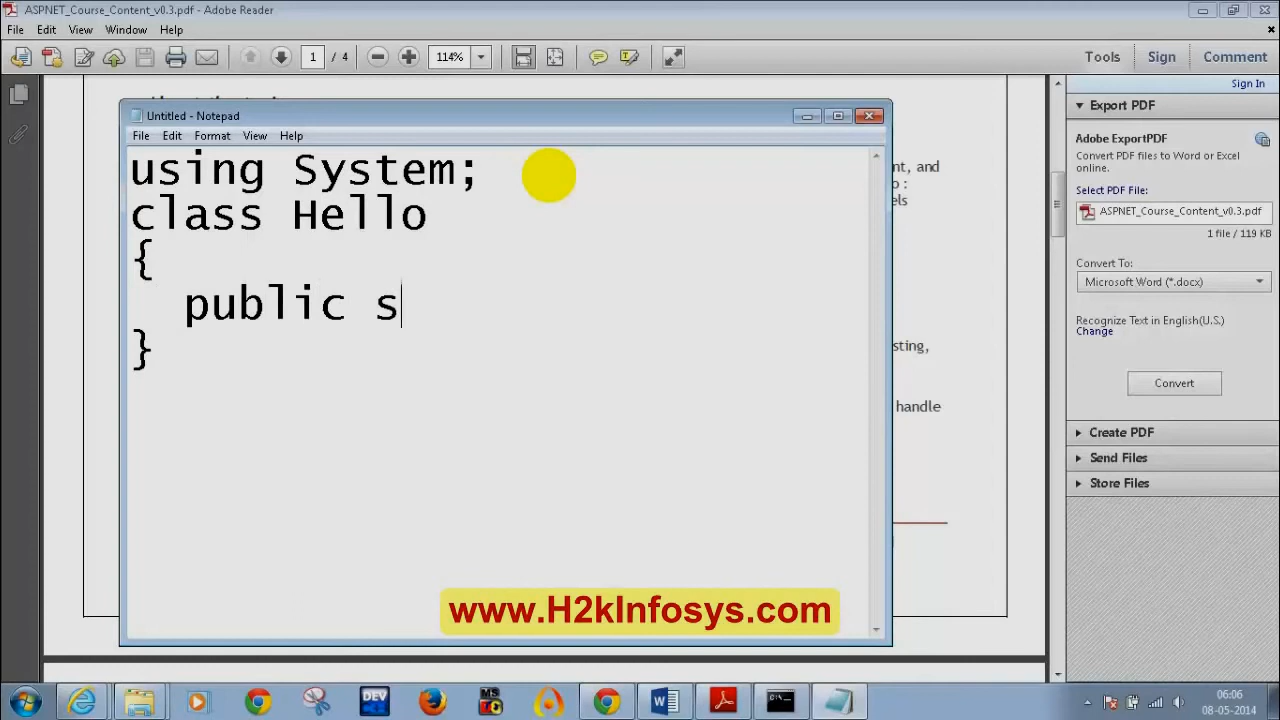 ASPNET_Course_Content_v0.3.pdf - Adobe Reader
File Edit View Window Help
1 / 4 114% Tools Sign Comment
Sign In
Export PDF
Adobe ExportPDF
Convert PDF files to Word or Excel online.
Select PDF File:
ASPNET_Course_Content_v0.3.pdf
1 file / 119 KB
Convert To:
Microsoft Word (*.docx)
Recognize Text in English(U.S.)
Change
Convert
Create PDF
Send Files
Store Files
Untitled - Notepad
File Edit Format View Help
using System;
class Hello
{
public s
}
nt, and
o :
els
sting,
handle
www.H2kInfosys.com
DEV
MS
C:\
06:06
08-05-2014